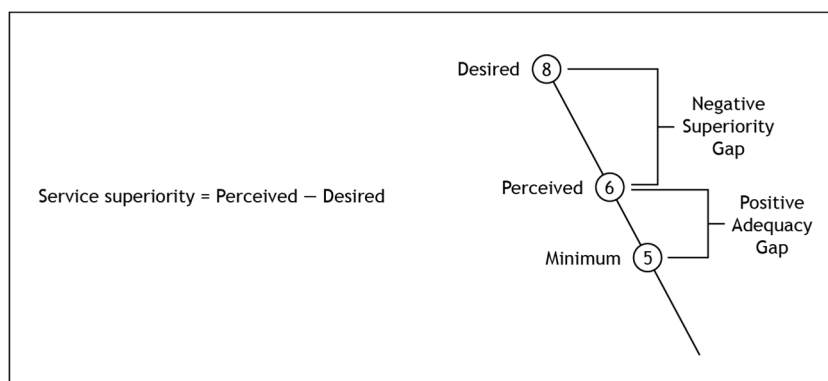 Desired 8
Negative
Superiority
Gap
Service superiority = Perceived — Desired
Perceived 6
Positive
Adequacy
Gap
Minimum 5